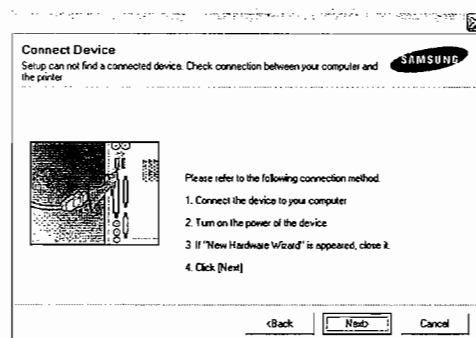 Connect Device
Setup can not find a connected device. Check connection between your computer and
the printer
SAMSUNG
Please refer to the following connection method.
1. Connect the device to your computer
2. Turn on the power of the device
3 If "New Hardware Wizard" is appeared, close it.
4. Click [Next]
<Back
Next>
Cancel